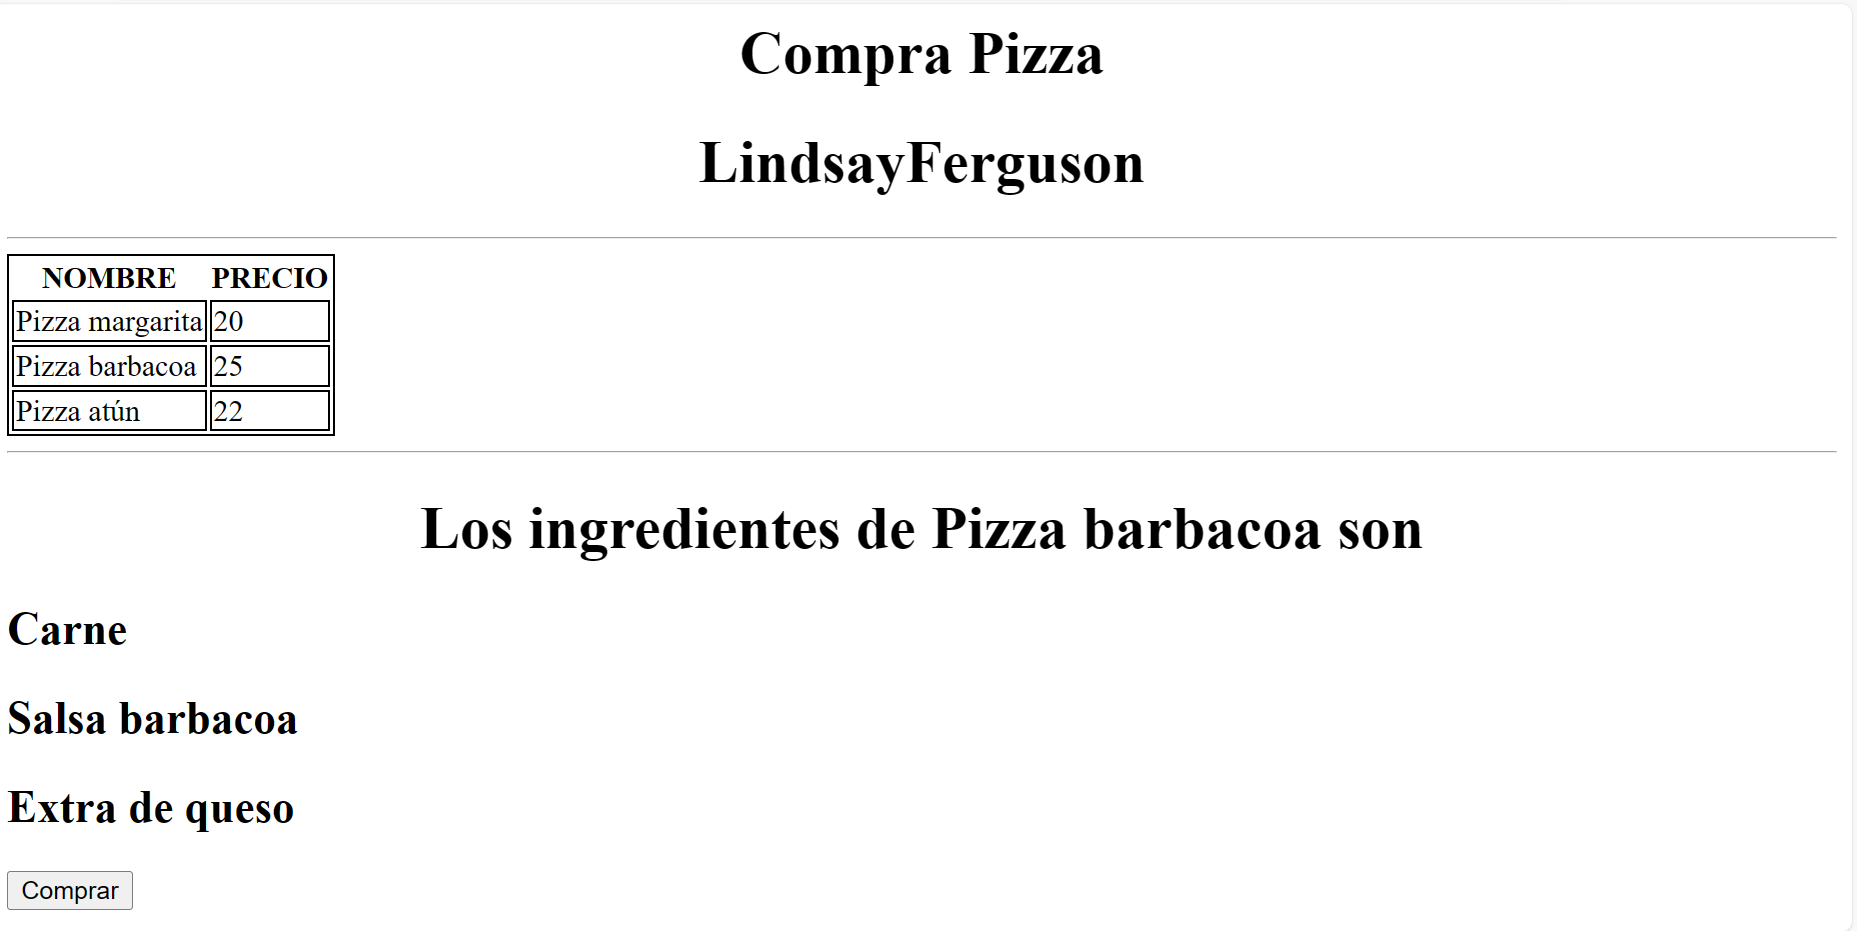 Compra Pizza
LindsayFerguson
NOMBRE PRECIO
Pizza margarita 20
Pizza barbacoa 25
Pizza atún 22
Los ingredientes de Pizza barbacoa son
Carne
Salsa barbacoa
Extra de queso
Comprar